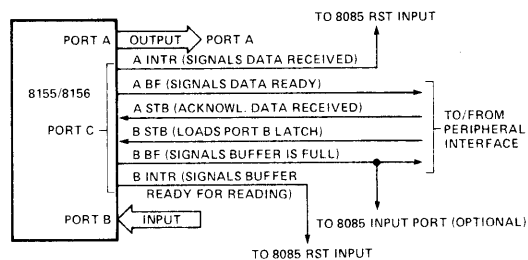 TO 8085 RST INPUT
PORT A
OUTPUT
PORT A
A INTR (SIGNALS DATA RECEIVED)
8155/8156
A BF (SIGNALS DATA READY)
A STB (ACKNOWL. DATA RECEIVED)
PORT C
TO/FROM
PERIPHERAL
INTERFACE
B STB (LOADS PORT B LATCH)
B BF (SIGNALS BUFFER IS FULL)
B INTR (SIGNALS BUFFER
READY FOR READING)
PORT B
INPUT
TO 8085 INPUT PORT (OPTIONAL)
TO 8085 RST INPUT